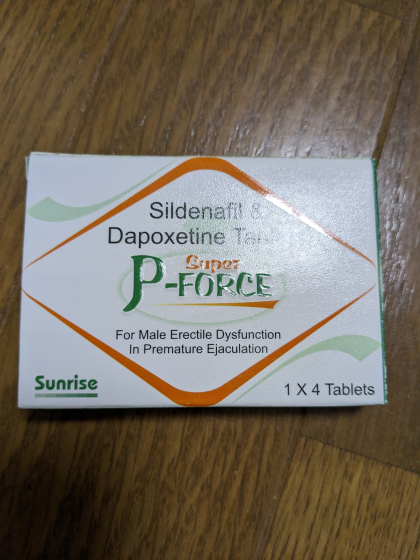 Sildenafil &
Dapoxetine
Super
P-FORCE
For Male Erectile Dysfunction
In Premature Ejaculation
Sunrise
1 X 4 Tablets